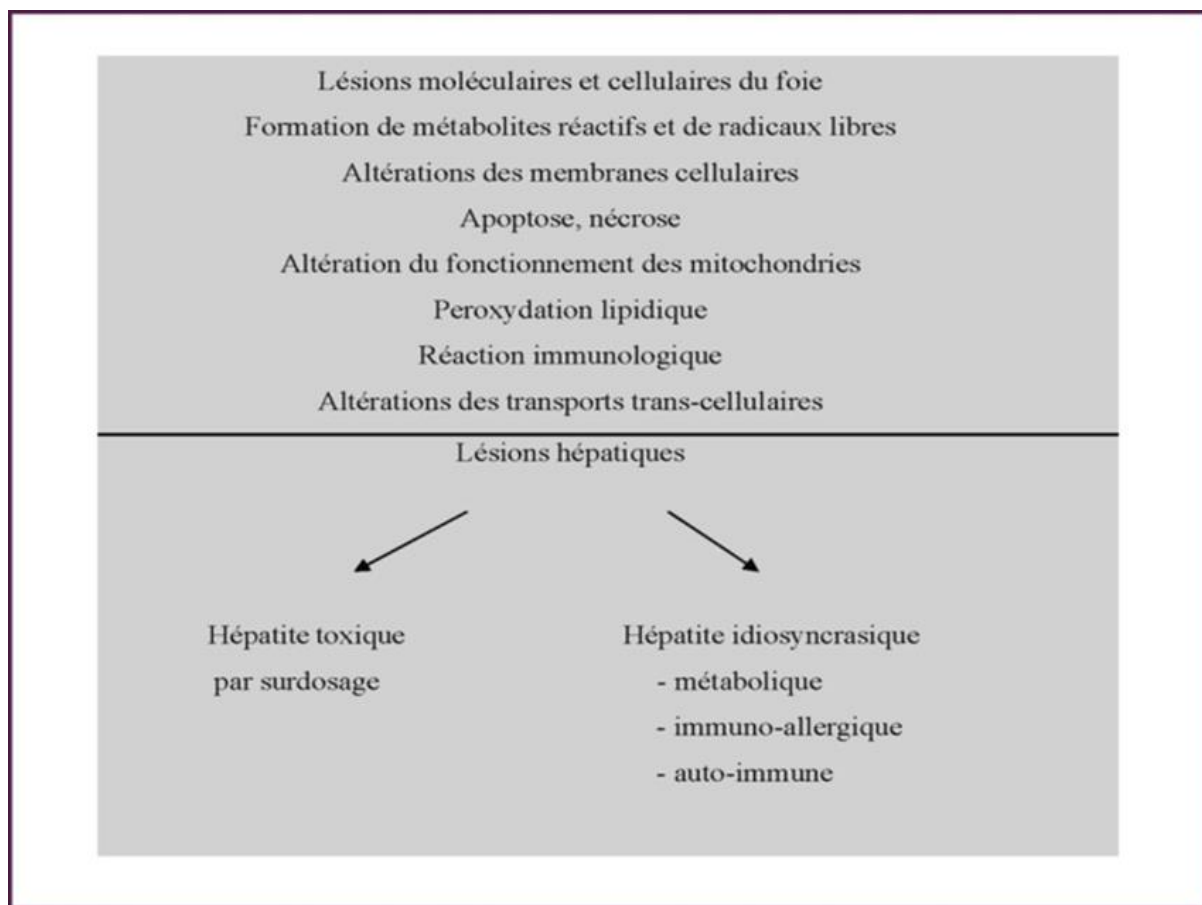 Lésions moléculaires et cellulaires du foie
Formation de métabolites réactifs et de radicaux libres
Altérations des membranes cellulaires
Apoptose, nécrose
Altération du fonctionnement des mitochondries
Peroxydation lipidique
Réaction immunologique
Altérations des transports trans-cellulaires
Lésions hépatiques
Hépatite toxique
par surdosage
Hépatite idiosyncrasique
- métabolique
- immuno-allergique
- auto-immune